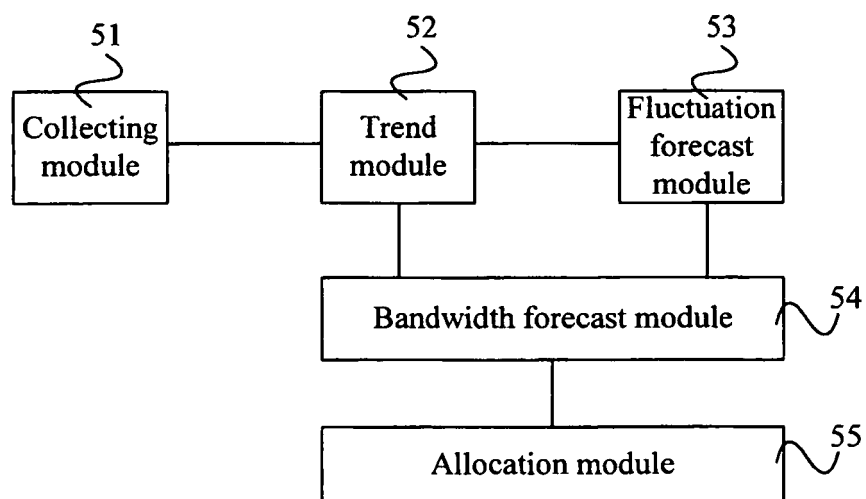 51
52
53
Collecting
module
Trend
module
Fluctuation
forecast
module
Bandwidth forecast module
54
Allocation module
55